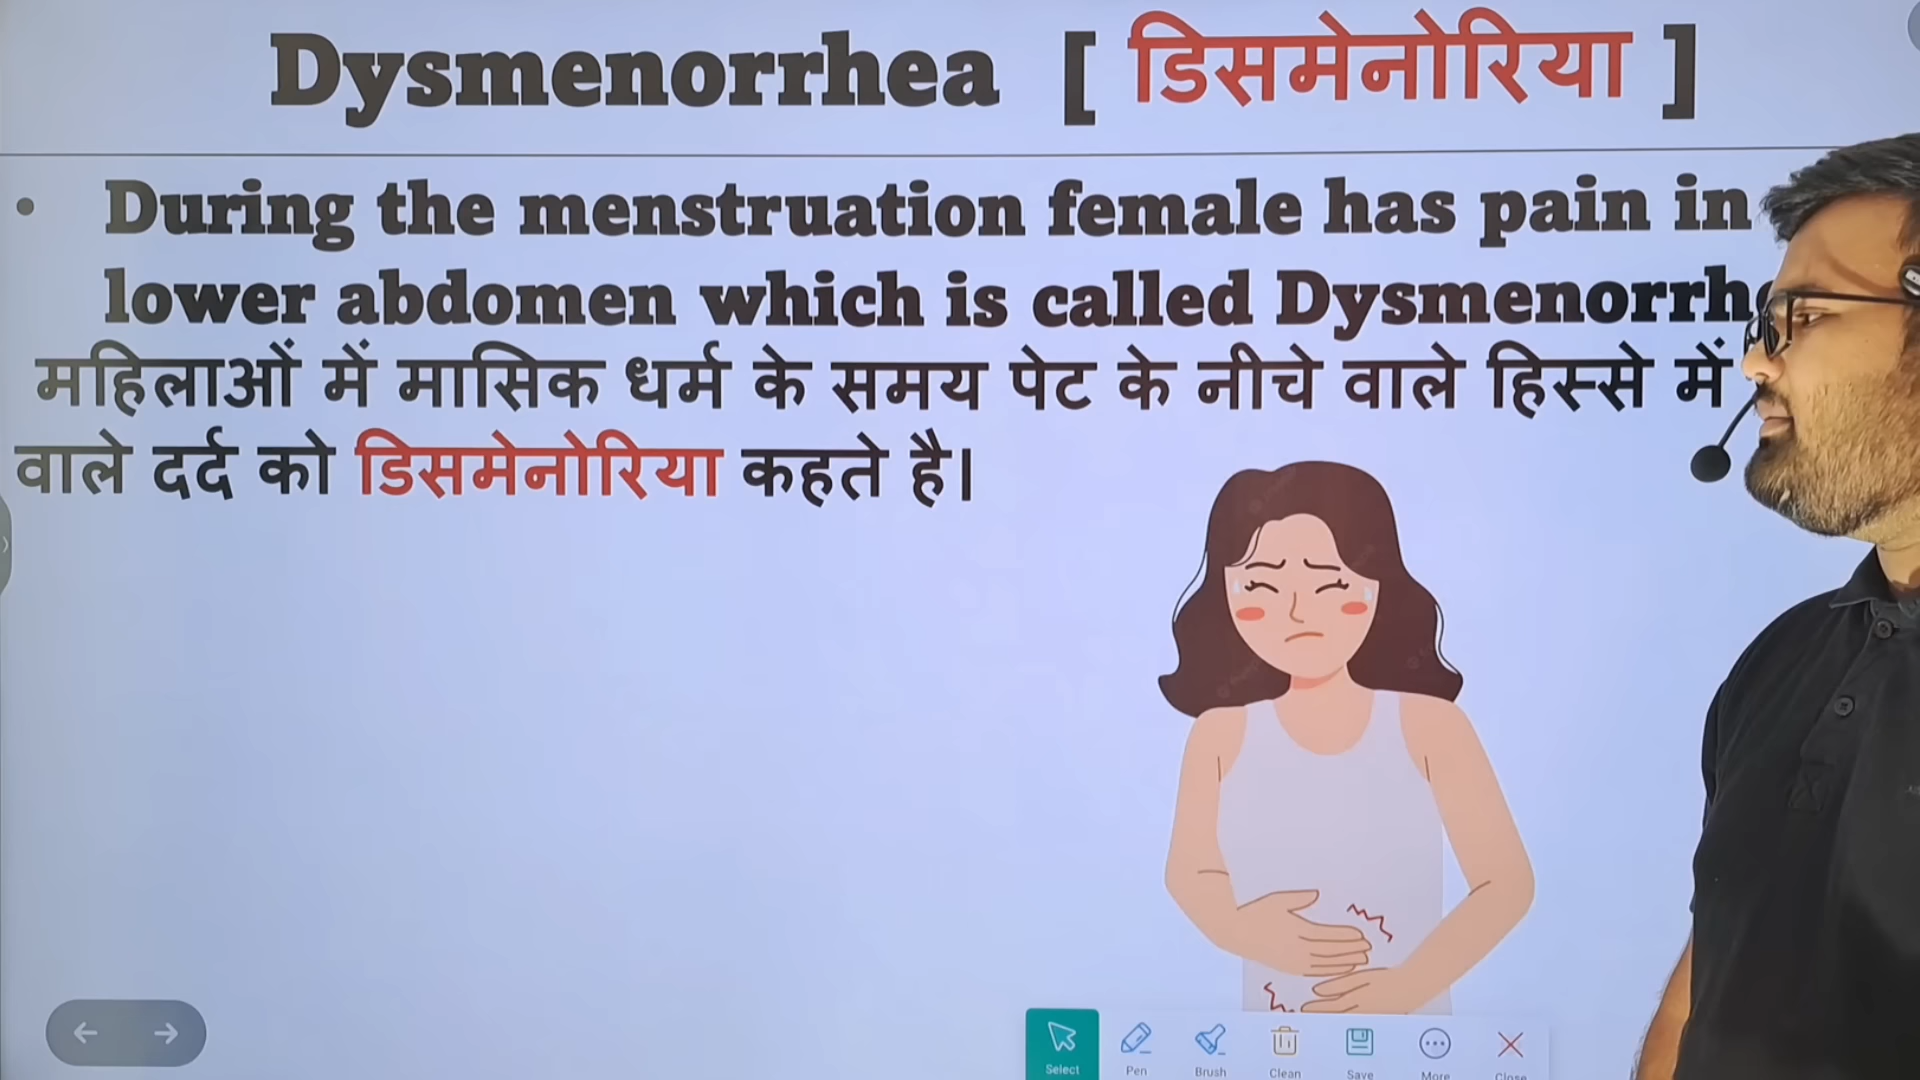 Dysmenorrhea [ डिसमेनोरिया ]
• During the menstruation female has pain in
lower abdomen which is called Dysmenorrh
महिलाओं में मासिक धर्म के समय पेट के नीचे वाले हिस्से में
वाले दर्द को डिसमेनोरिया कहते है।
Select Pen Brush Clean Save More Close